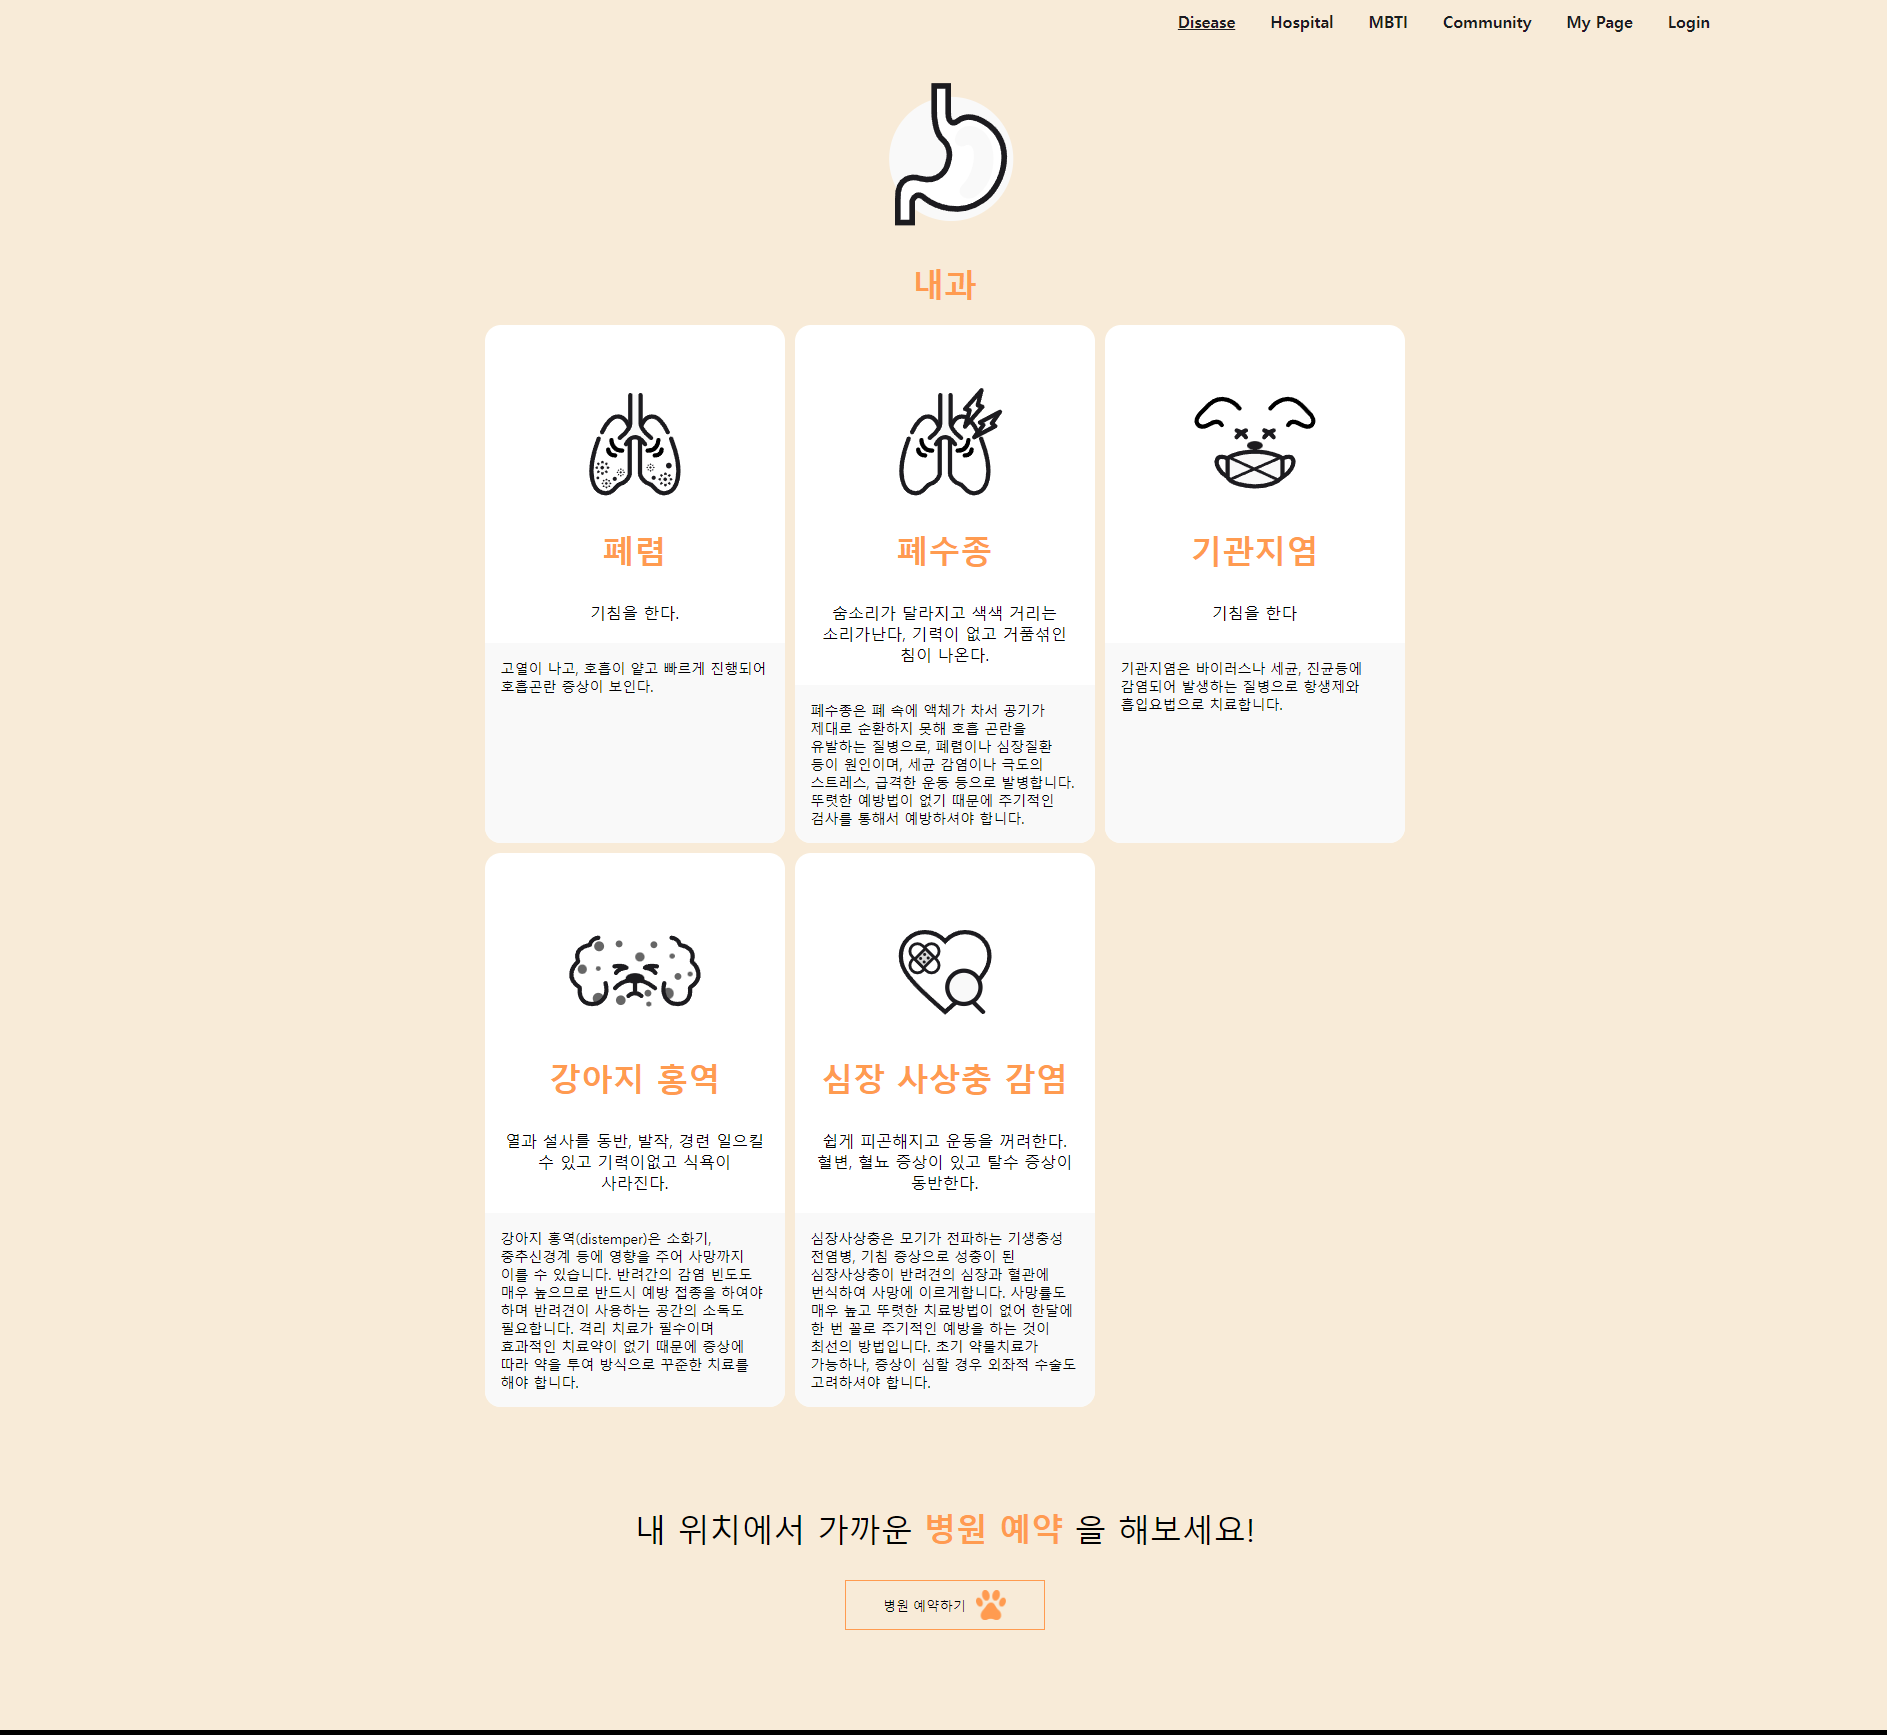 Disease Hospital MBTI Community My Page Login
내과
폐렴
기침을 한다.
고열이 나고, 호흡이 얕고 빠르게 진행되어
호흡곤란 증상이 보인다.
폐수종
숨소리가 달라지고 색색 거리는
소리가난다, 기력이 없고 거품섞인
침이 나온다.
폐수종은 폐 속에 액체가 차서 공기가
제대로 순환하지 못해 호흡 곤란을
유발하는 질병으로, 폐렴이나 심장질환
등이 원인이며, 세균 감염이나 극도의
스트레스, 급격한 운동 등으로 발병합니다.
뚜렷한 예방법이 없기 때문에 주기적인
검사를 통해서 예방하셔야 합니다.
기관지염
기침을 한다
기관지염은 바이러스나 세균, 진균등에
감염되어 발생하는 질병으로 항생제와
흡입요법으로 치료합니다.
강아지 홍역
열과 설사를 동반, 발작, 경련 일으킬
수 있고 기력이없고 식욕이
사라진다.
강아지 홍역(distemper)은 소화기,
중추신경계 등에 영향을 주어 사망까지
이를 수 있습니다. 반려간의 감염 빈도도
매우 높으므로 반드시 예방 접종을 하여야
하며 반려견이 사용하는 공간의 소독도
필요합니다. 격리 치료가 필수이며
효과적인 치료약이 없기 때문에 증상에
따라 약을 투여 방식으로 꾸준한 치료를
해야 합니다.
심장 사상충 감염
쉽게 피곤해지고 운동을 꺼려한다.
혈변, 혈뇨 증상이 있고 탈수 증상이
동반한다.
심장사상충은 모기가 전파하는 기생충성
전염병, 기침 증상으로 성충이 된
심장사상충이 반려견의 심장과 혈관에
번식하여 사망에 이르게합니다. 사망률도
매우 높고 뚜렷한 치료방법이 없어 한달에
한 번 꼴로 주기적인 예방을 하는 것이
최선의 방법입니다. 초기 약물치료가
가능하나, 증상이 심할 경우 외좌적 수술도
고려하셔야 합니다.
내 위치에서 가까운 병원 예약 을 해보세요!
병원 예약하기